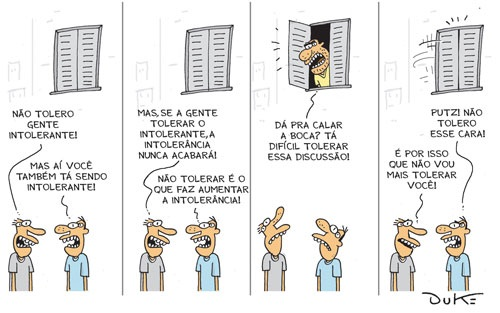 NÃO TOLERO
GENTE
INTOLERANTE!
MAS AÍ VOCÊ
TAMBÉM TÁ SENDO
INTOLERANTE!
MAS, SE A GENTE
TOLERAR O
INTOLERANTE, A
INTOLERÂNCIA
NUNCA ACABARÁ!
NÃO TOLERAR É O
QUE FAZ AUMENTAR
A INTOLERÂNCIA!
DÁ PRA CALAR
A BOCA? TÁ
DIFÍCIL TOLERAR
ESSA DISCUSSÃO!
PUTZ! NÃO
TOLERO
ESSE CARA!
É POR ISSO
QUE NÃO VOU
MAIS TOLERAR
VOCÊ!
DUKE